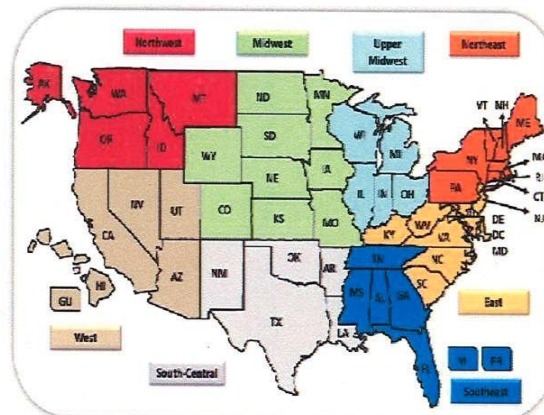 Northwest
Midwest
Upper
Midwest
Northeast
AK
WA
MT
ND
MN
VT
NH
ME
OR
ID
SD
WI
MI
NY
WY
IA
PA
NE
NV
UT
CO
KS
MO
IL
IN
OH
CT
CA
KY
WV
VA
DE
DC
MD
AZ
NM
OK
AR
TN
NC
SC
HI
GU
TX
LA
MS
AL
GA
East
West
FL
VI
PR
South-Central
Southeast